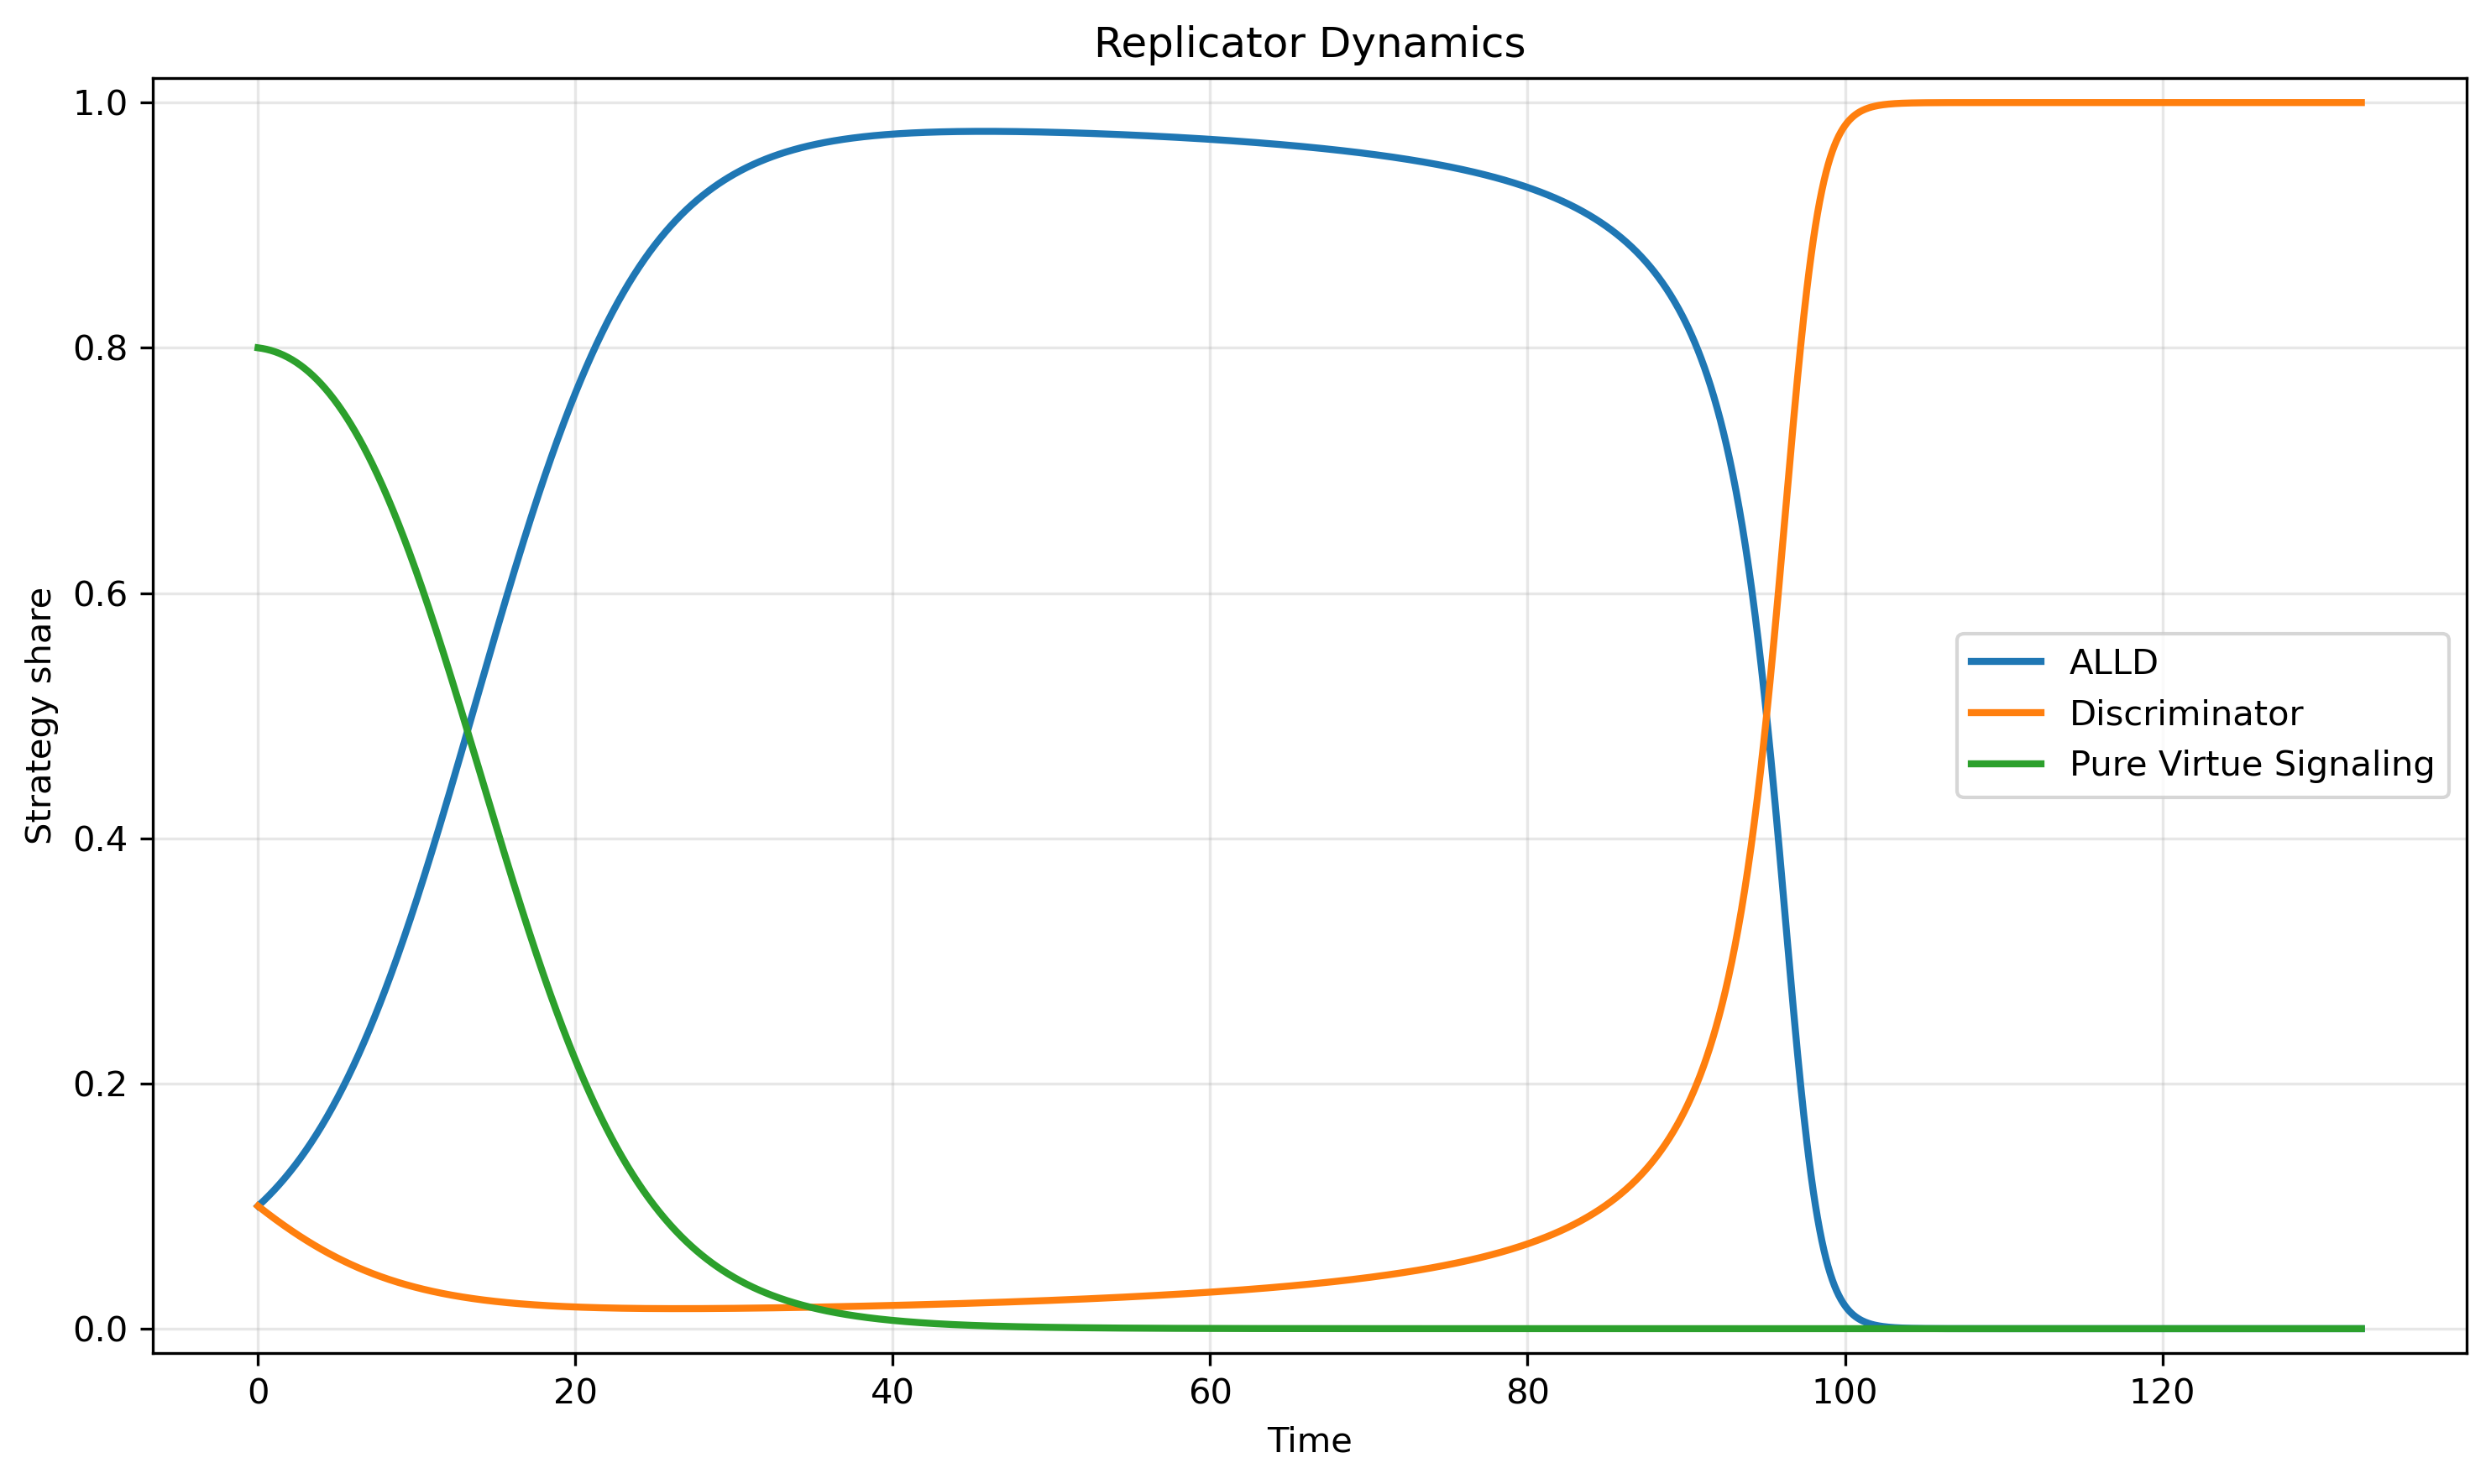 Replicator Dynamics
Strategy share
1.0
0.8
0.6
0.4
0.2
0.0
ALLD
Discriminator
Pure Virtue Signaling
0 20 40 60 80 100 120
Time